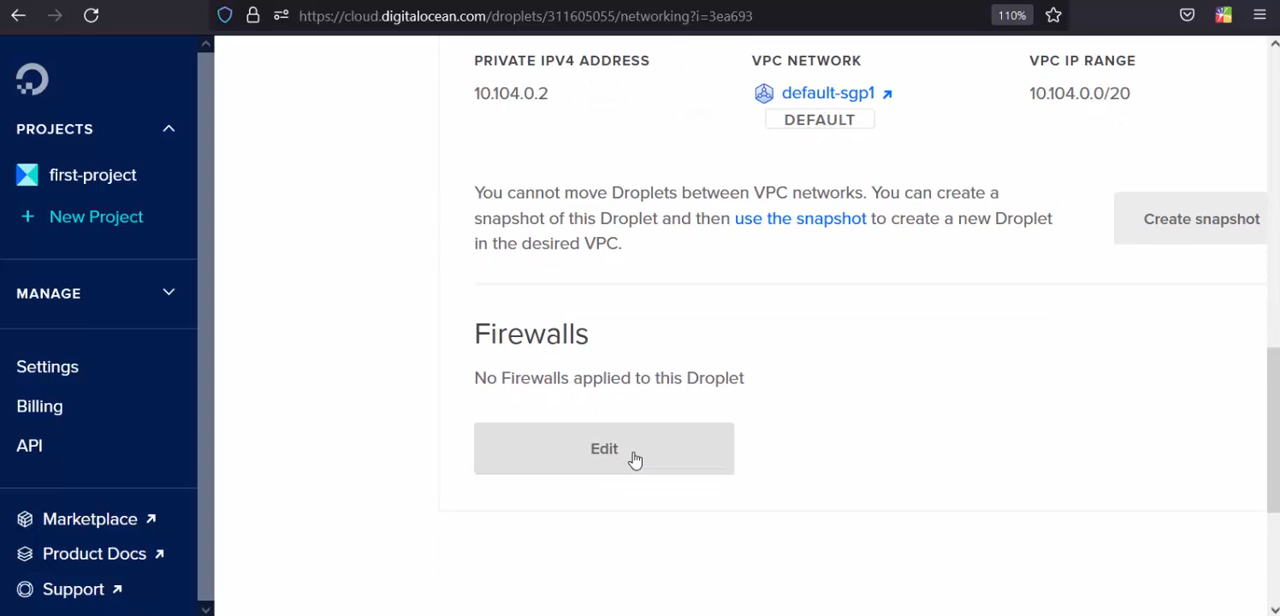 https://cloud.digitalocean.com/droplets/311605055/networking?i=3ea693
110%
PROJECTS
first-project
+ New Project
MANAGE
Settings
Billing
API
Marketplace ↗
Product Docs ↗
Support ↗
PRIVATE IPV4 ADDRESS
10.104.0.2
VPC NETWORK
default-sgp1 ↗
DEFAULT
VPC IP RANGE
10.104.0.0/20
You cannot move Droplets between VPC networks. You can create a
snapshot of this Droplet and then use the snapshot to create a new Droplet
in the desired VPC.
Create snapshot
Firewalls
No Firewalls applied to this Droplet
Edit